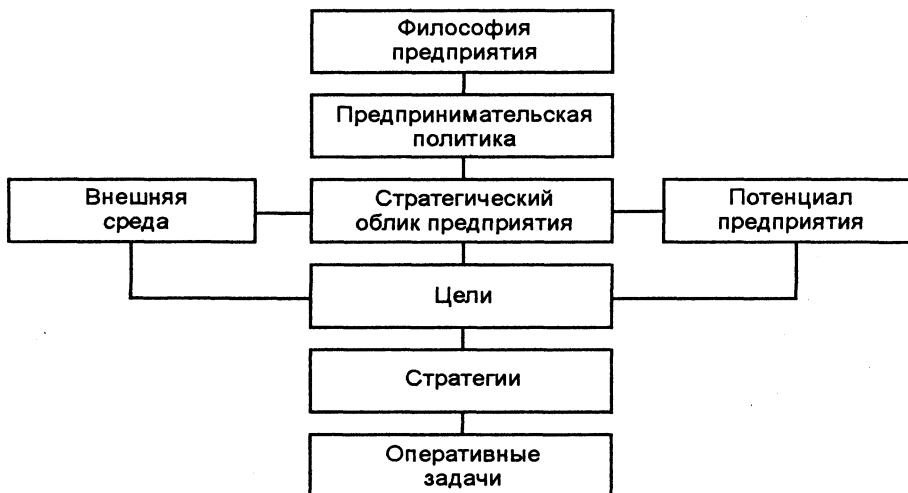 Философия
предприятия
Предпринимательская
политика
Внешняя
среда
Стратегический
облик предприятия
Потенциал
предприятия
Цели
Стратегии
Оперативные
задачи